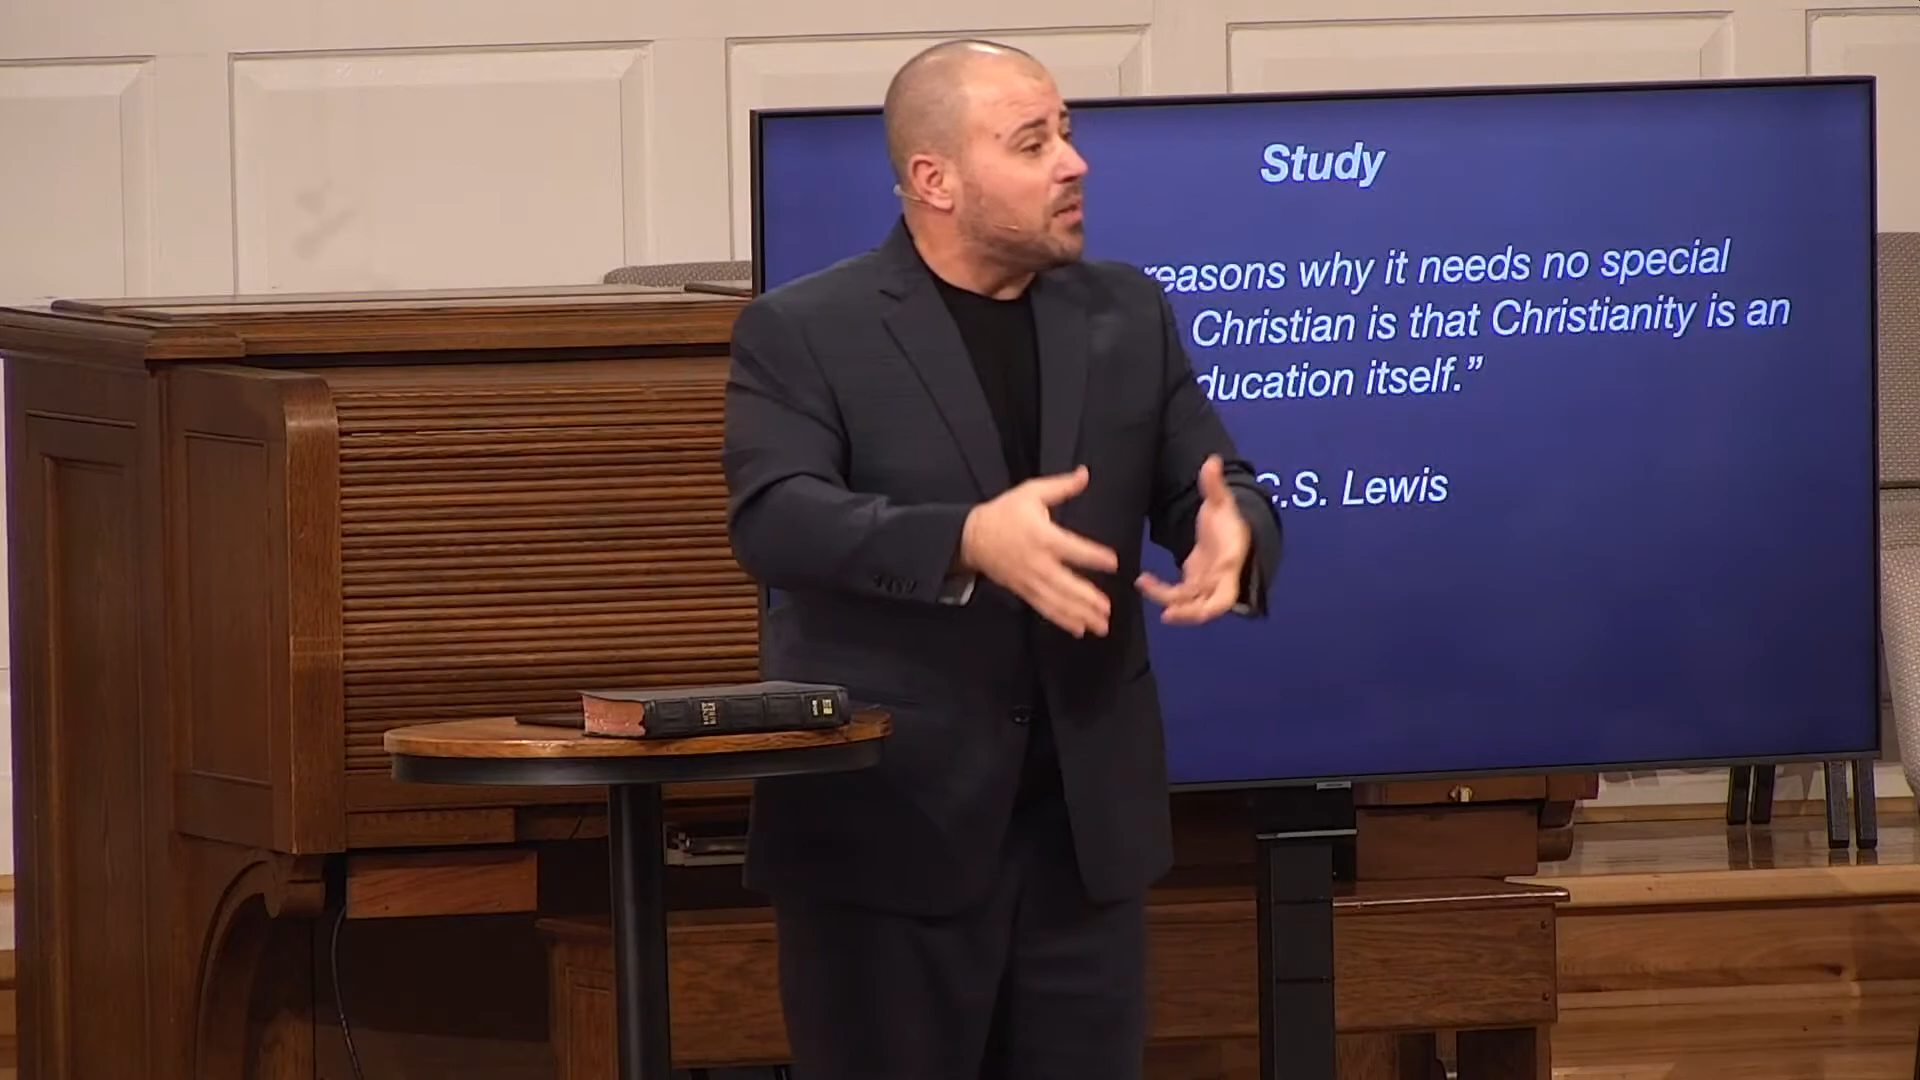 Study
reasons why it needs no special
Christian is that Christianity is an
ducation itself.”
C.S. Lewis